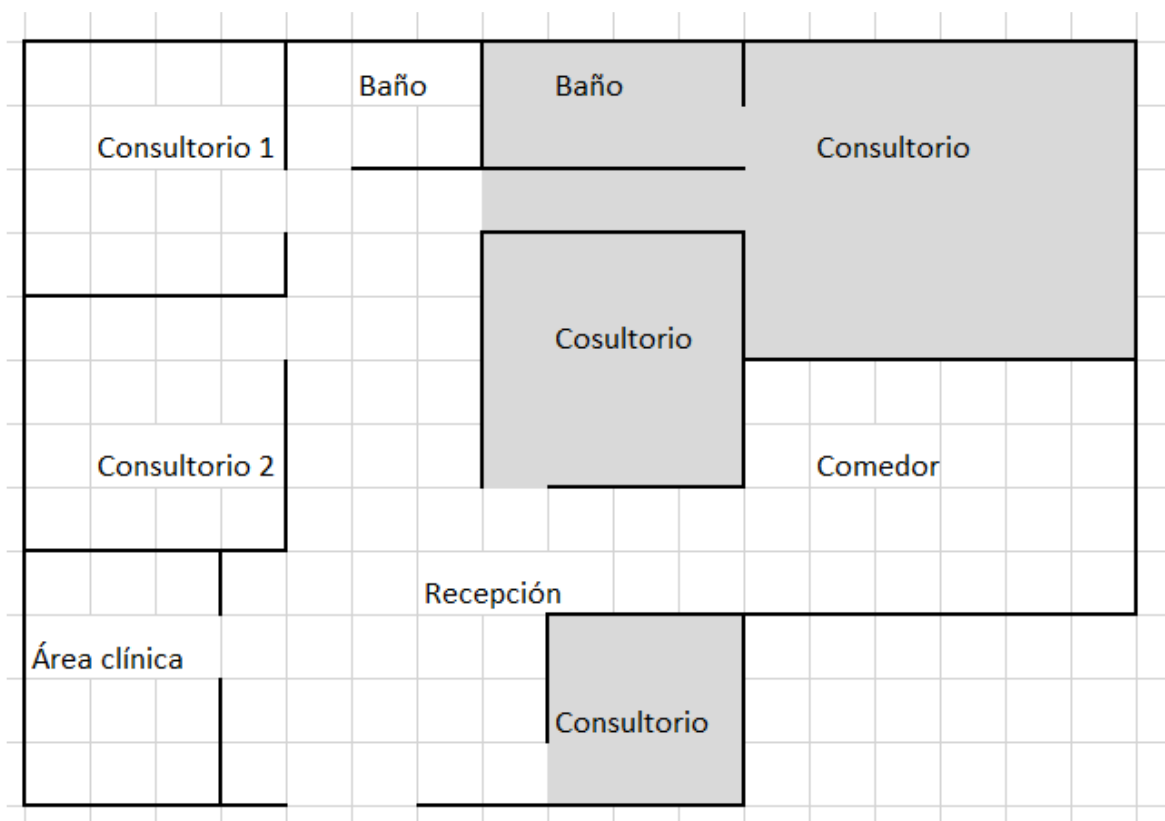 Baño
Baño
Consultorio 1
Consultorio
Cosultorio
Consultorio 2
Comedor
Recepción
Área clínica
Consultorio